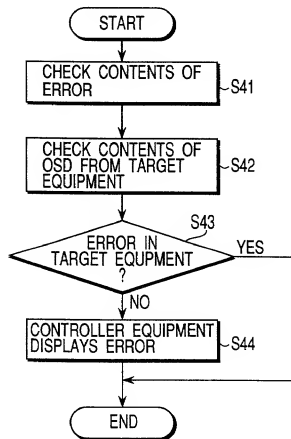 START
CHECK CONTENTS OF
ERROR
S41
CHECK CONTENTS OF
OSD FROM TARGET
EQUIPMENT
S42
S43
ERROR IN
TARGET EQUPMENT
?
YES
NO
CONTROLLER EQUIPMENT
DISPLAYS ERROR
S44
END